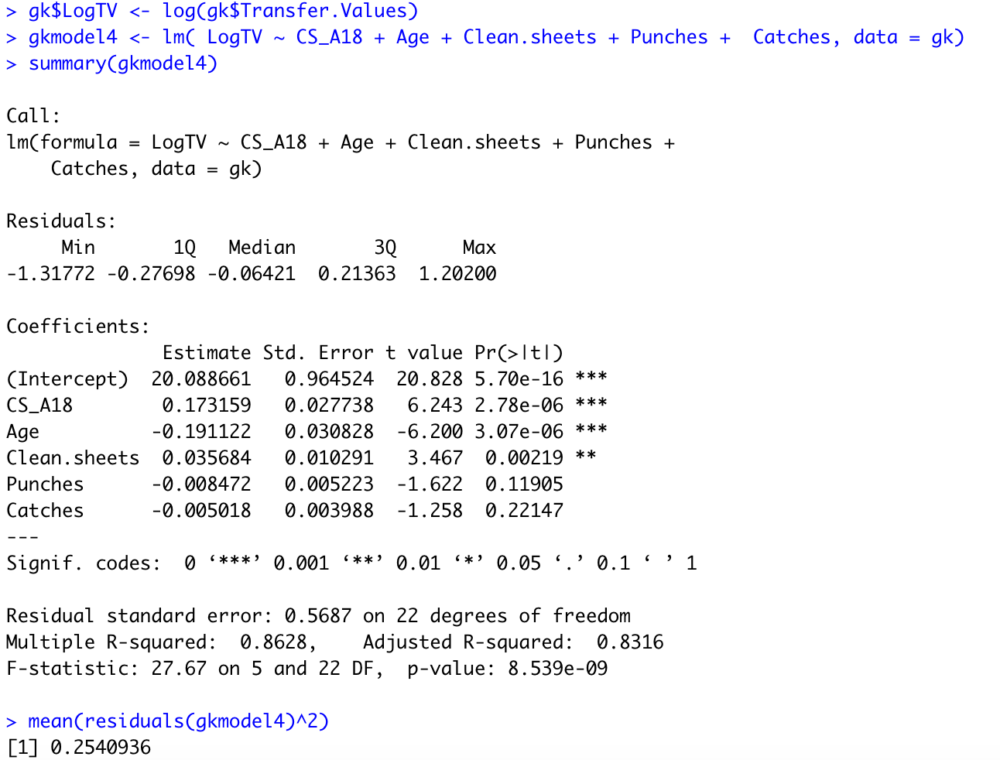 > gk$LogTV <- log(gk$Transfer.Values)
> gkmodel4 <- lm( LogTV ~ CS_A18 + Age + Clean.sheets + Punches +  Catches, data = gk)
> summary(gkmodel4)

Call:
lm(formula = LogTV ~ CS_A18 + Age + Clean.sheets + Punches +
    Catches, data = gk)

Residuals:
     Min       1Q   Median       3Q      Max
-1.31772 -0.27698 -0.06421  0.21363  1.20200

Coefficients:
              Estimate Std. Error t value Pr(>|t|)
(Intercept)  20.088661   0.964524  20.828 5.70e-16 ***
CS_A18        0.173159   0.027738   6.243 2.78e-06 ***
Age          -0.191122   0.030828  -6.200 3.07e-06 ***
Clean.sheets  0.035684   0.010291   3.467  0.00219 **
Punches      -0.008472   0.005223  -1.622  0.11905
Catches      -0.005018   0.003988  -1.258  0.22147
---
Signif. codes:  0 ‘***’ 0.001 ‘**’ 0.01 ‘*’ 0.05 ‘.’ 0.1 ‘ ’ 1

Residual standard error: 0.5687 on 22 degrees of freedom
Multiple R-squared:  0.8628,    Adjusted R-squared:  0.8316
F-statistic: 27.67 on 5 and 22 DF,  p-value: 8.539e-09

> mean(residuals(gkmodel4)^2)
[1] 0.2540936